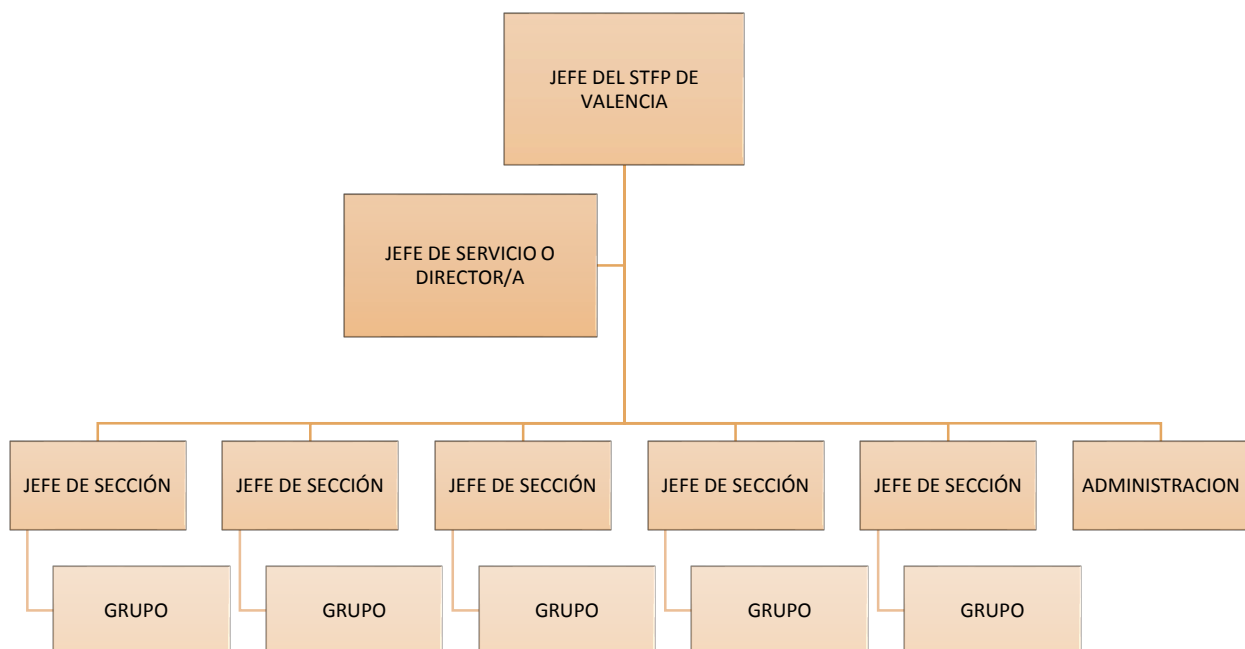 JEFE DEL STFP DE
VALENCIA
JEFE DE SERVICIO O
DIRECTOR/A
JEFE DE SECCIÓN
JEFE DE SECCIÓN
JEFE DE SECCIÓN
JEFE DE SECCIÓN
JEFE DE SECCIÓN
ADMINISTRACION
GRUPO
GRUPO
GRUPO
GRUPO
GRUPO